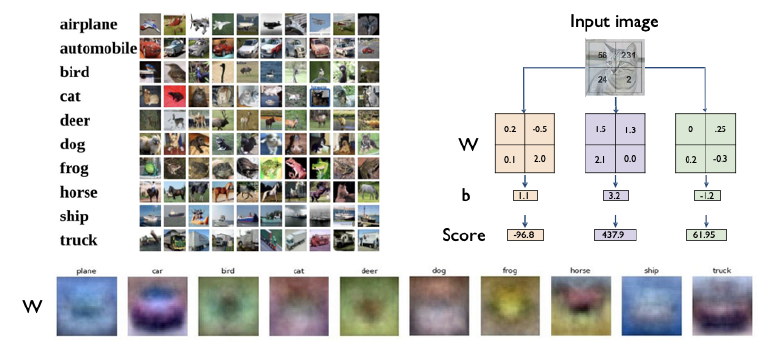 airplane
automobile
bird
cat
deer
dog
frog
horse
ship
truck
Input image
56 231
24 2
W
0.2 -0.5 1.5 1.3 0 .25
0.1 2.0 2.1 0.0 0.2 -0.3
b 1.1 3.2 -1.2
Score -96.8 437.9 61.95
plane car bird cat deer dog frog horse ship truck
W